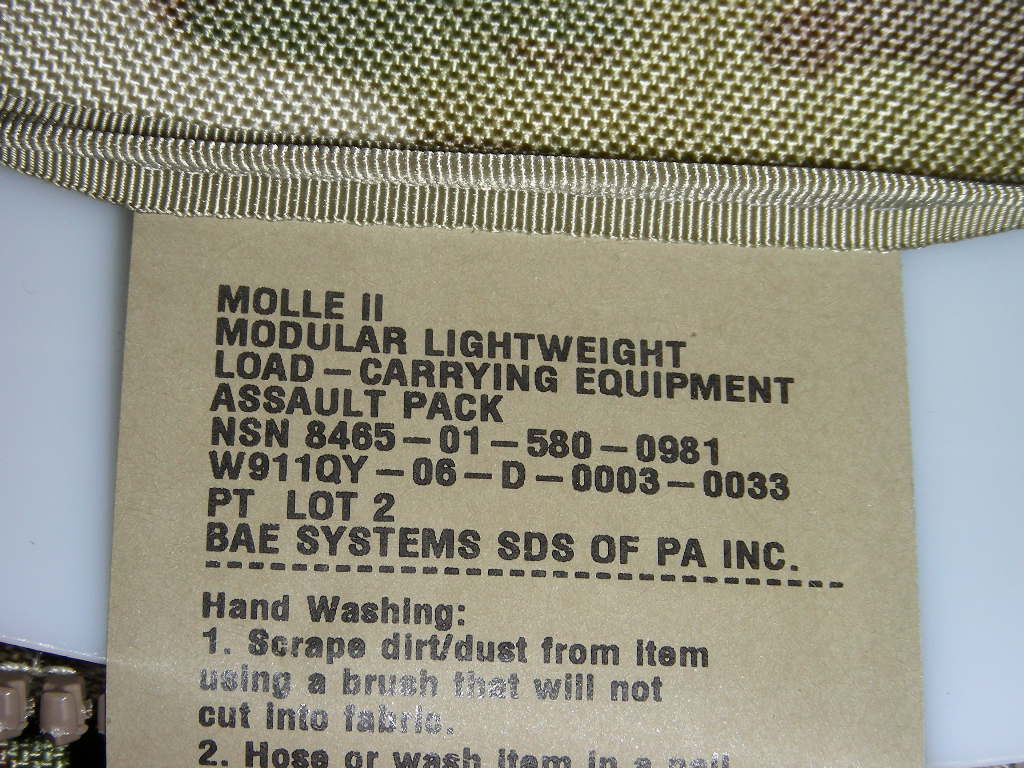 MOLLE II
MODULAR LIGHTWEIGHT
LOAD-CARRYING EQUIPMENT
ASSAULT PACK
NSN 8465-01-580-0981
W911QY-06-D-0003-0033
PT LOT 2
BAE SYSTEMS SDS OF PA INC.
Hand Washing:
1. Scrape dirt/dust from item
using a brush that will not
cut into fabric.
2. Hose or wash item in a pail